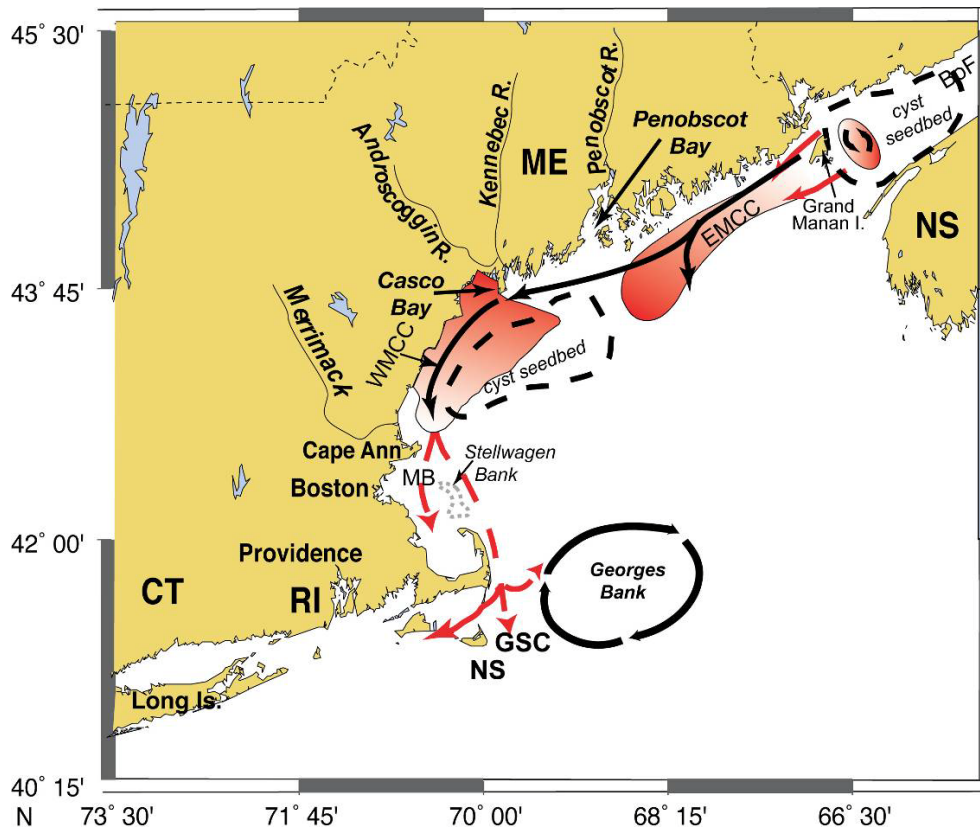 45° 30'
43° 45'
42° 00'
40° 15'
N
73° 30'
71° 45'
70° 00'
68° 15'
66° 30'
Androscoggin R.
Kennebec R.
Penobscot R.
ME
Penobscot
Bay
BoF
cyst
seedbed
Grand
Manan I.
NS
EMCC
Casco
Bay
WMCC
Merrimack
cyst seedbed
Cape Ann
Stellwagen
Bank
MB
Boston
Providence
CT
RI
Georges
Bank
GSC
NS
Long Is.